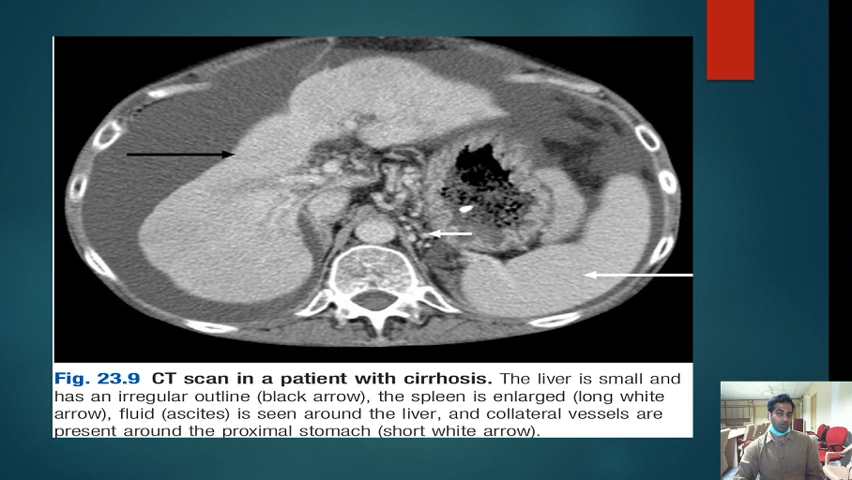 Fig. 23.9 CT scan in a patient with cirrhosis. The liver is small and
has an irregular outline (black arrow), the spleen is enlarged (long white
arrow), fluid (ascites) is seen around the liver, and collateral vessels are
present around the proximal stomach (short white arrow).